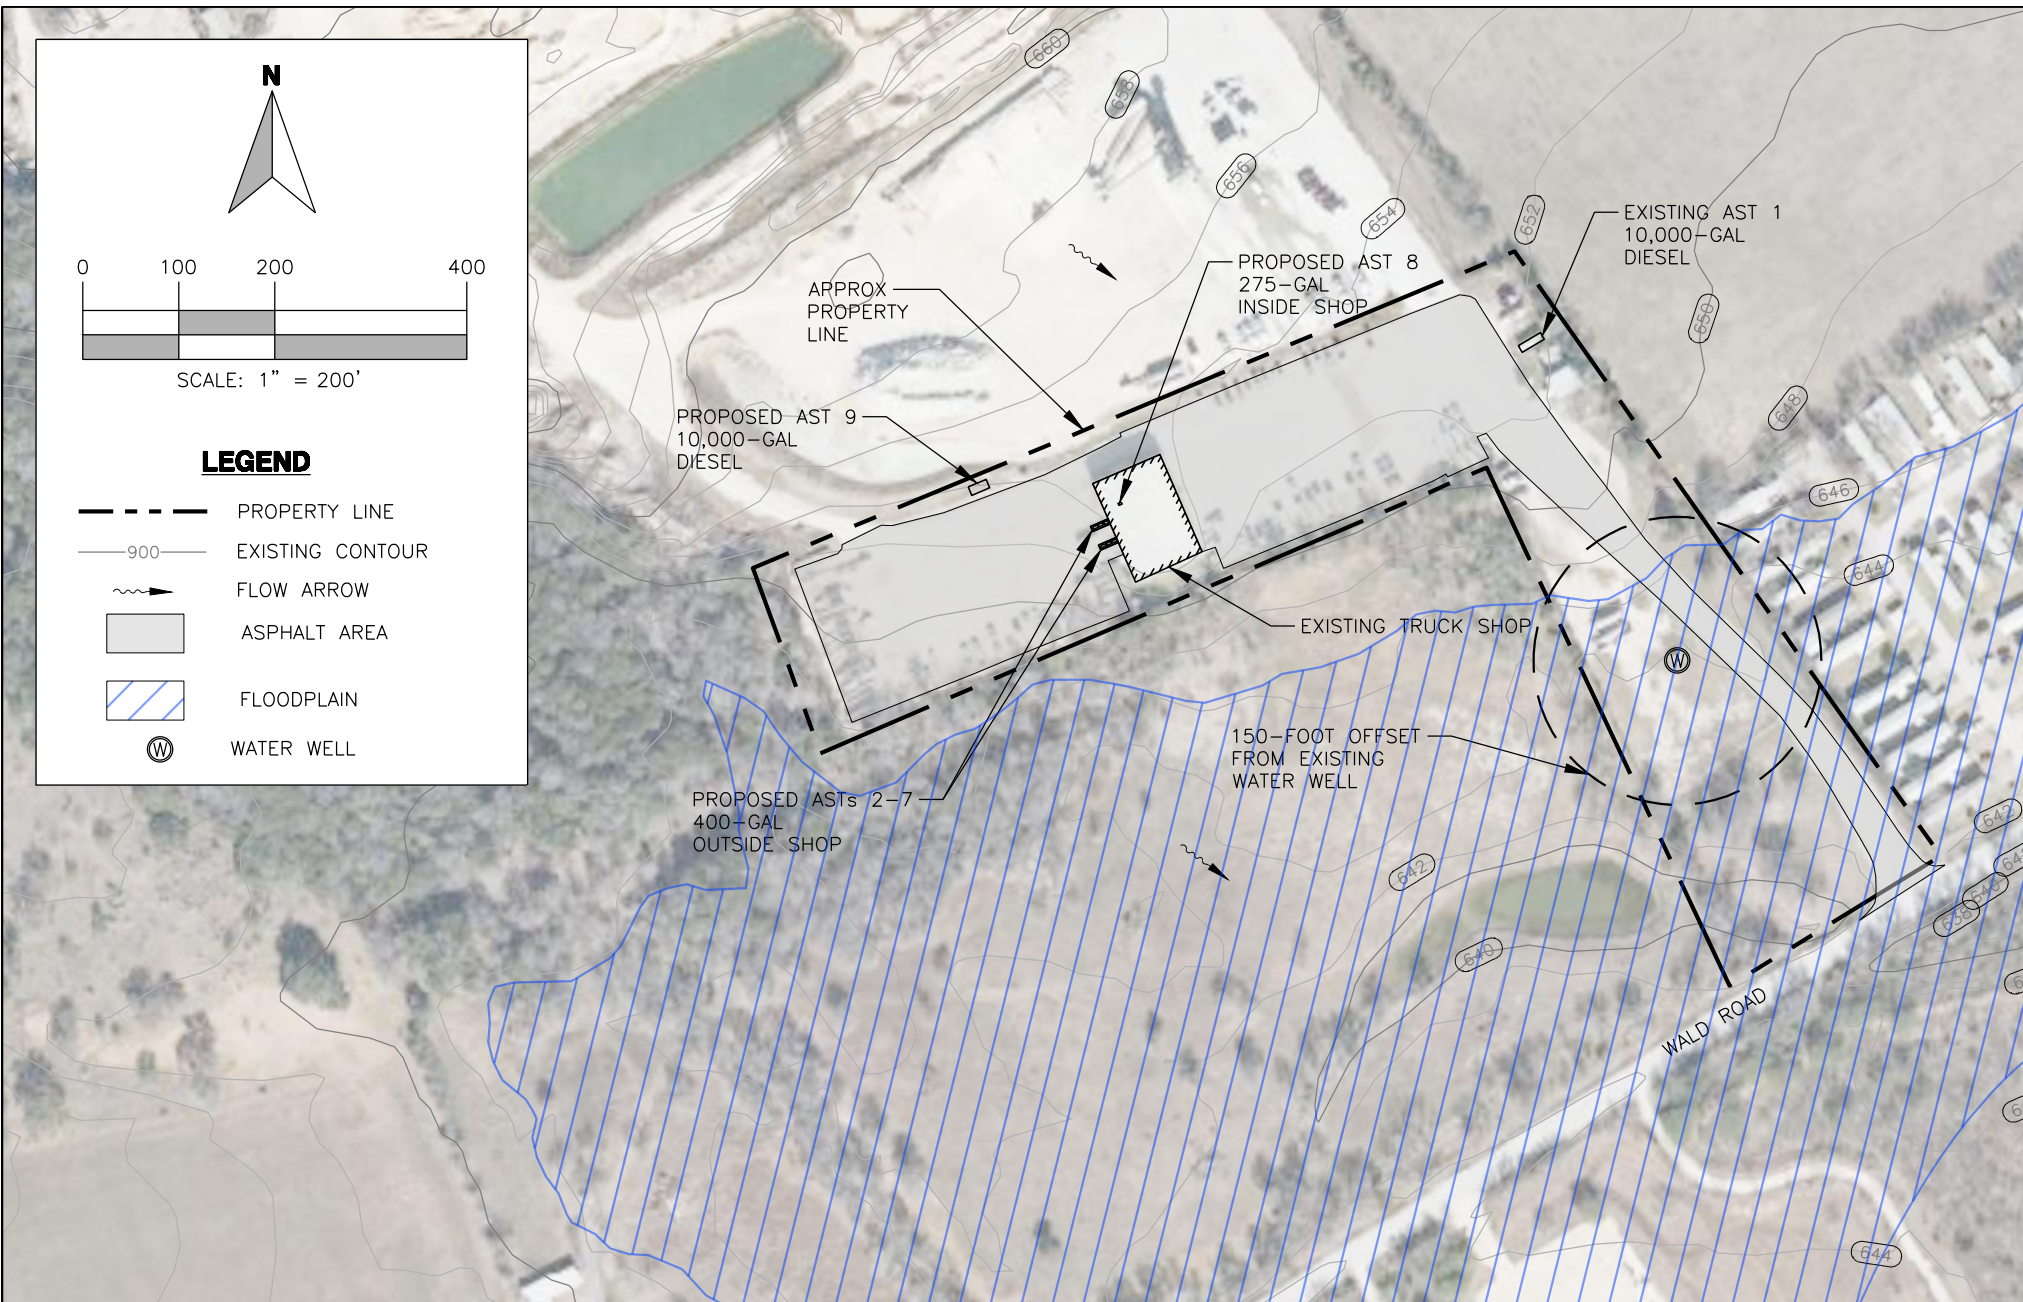 N
0 100 200 400
SCALE: 1" = 200'
LEGEND
PROPERTY LINE
900 EXISTING CONTOUR
FLOW ARROW
ASPHALT AREA
FLOODPLAIN
W WATER WELL
660
658
656
654
652
650
648
646
644
642
640
638
642
640
644
EXISTING AST 1
10,000-GAL
DIESEL
PROPOSED AST 8
275-GAL
INSIDE SHOP
APPROX
PROPERTY
LINE
PROPOSED AST 9
10,000-GAL
DIESEL
EXISTING TRUCK SHOP
W
150-FOOT OFFSET
FROM EXISTING
WATER WELL
PROPOSED ASTs 2-7
400-GAL
OUTSIDE SHOP
WALD ROAD